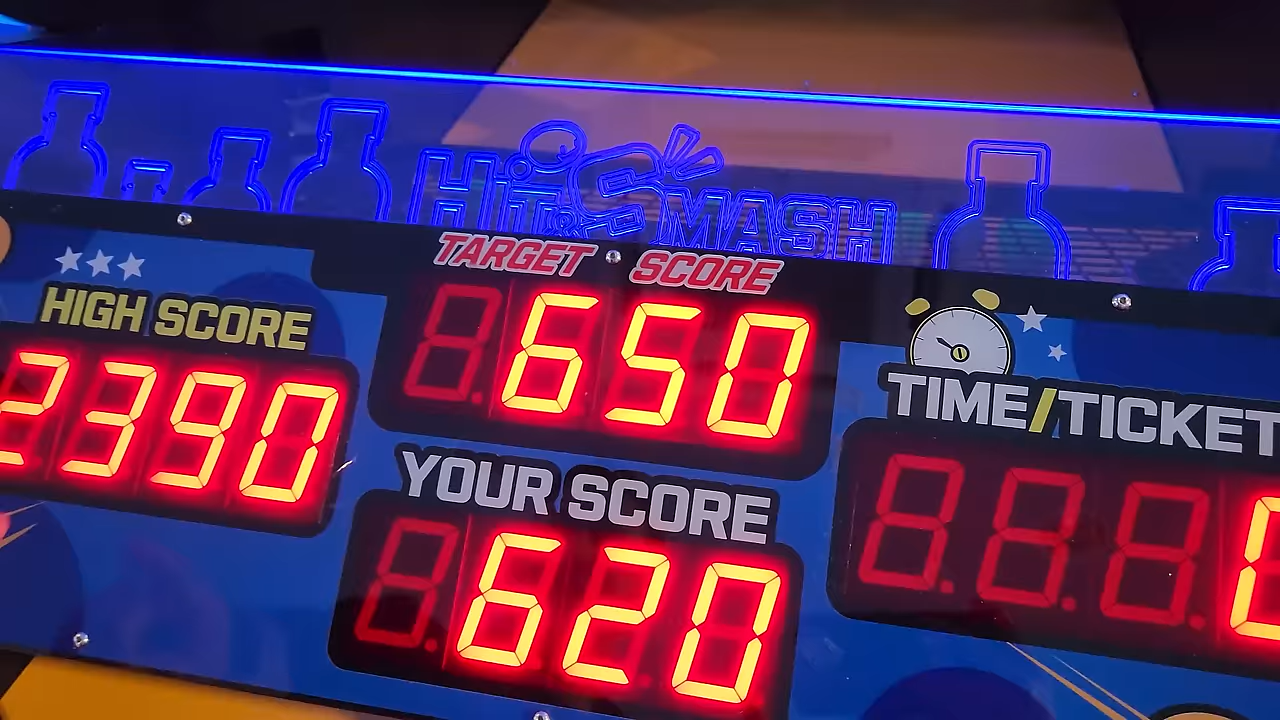 HIT & SMASH
TARGET SCORE
650
HIGH SCORE
2390
YOUR SCORE
620
TIME/TICKET